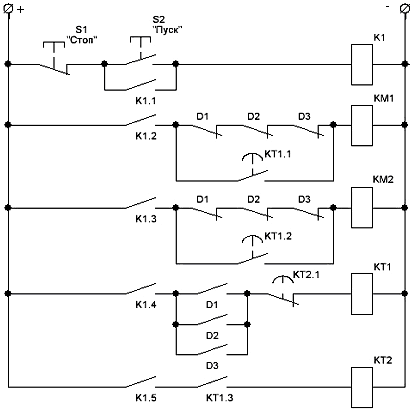 + -
S1 S2
"Стоп" "Пуск" K1
K1.1 KM1
K1.2 D1 D2 D3
KT1.1
KM2
K1.3 D1 D2 D3
KT1.2
KT2.1 KT1
K1.4 D1
D2
KT2
D3
K1.5 KT1.3